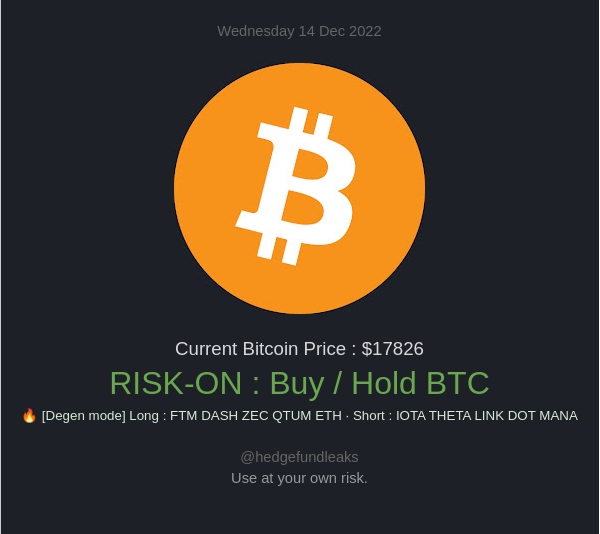 Wednesday 14 Dec 2022
Current Bitcoin Price : $17826
RISK-ON : Buy / Hold BTC
🔥 [Degen mode] Long : FTM DASH ZEC QTUM ETH · Short : IOTA THETA LINK DOT MANA
@hedgefundleaks
Use at your own risk.